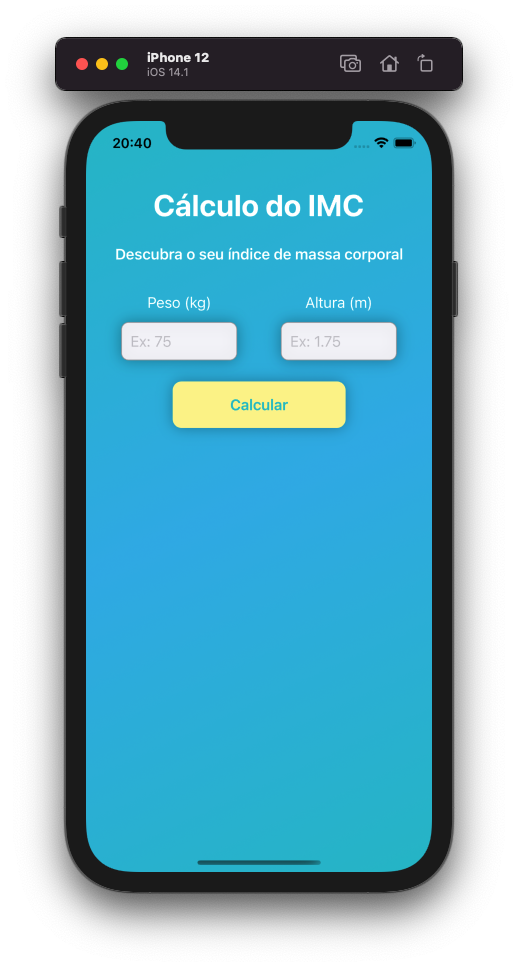 iPhone 12
iOS 14.1
20:40
Cálculo do IMC
Descubra o seu índice de massa corporal
Peso (kg) Altura (m)
Ex: 75 Ex: 1.75
Calcular